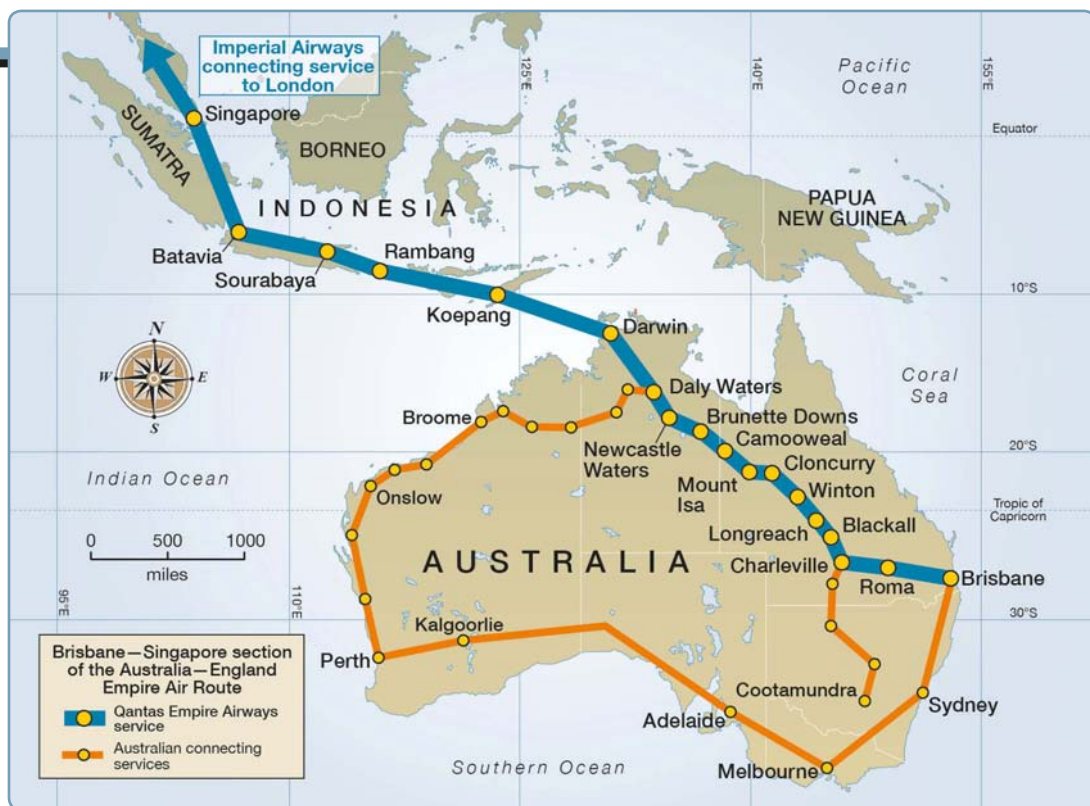 Imperial Airways
connecting service
to London
125°E
140°E
155°E
Pacific
Ocean
Singapore
SUMATRA
BORNEO
Equator
INDONESIA
PAPUA
NEW GUINEA
Batavia
Sourabaya
Rambang
Koepang
10°S
Darwin
N
W
E
S
Coral
Sea
Daly Waters
Broome
Brunette Downs
Newcastle
Waters
Camooweal
20°S
Cloncurry
Indian Ocean
Onslow
Mount
Isa
Winton
Tropic of
Capricorn
Longreach
Blackall
0 500 1000
miles
AUSTRALIA
Charleville
Roma
Brisbane
95°E
110°E
30°S
Kalgoorlie
Perth
Brisbane—Singapore section
of the Australia—England
Empire Air Route
Qantas Empire Airways
service
Australian connecting
services
Cootamundra
Sydney
Adelaide
Melbourne
Southern Ocean